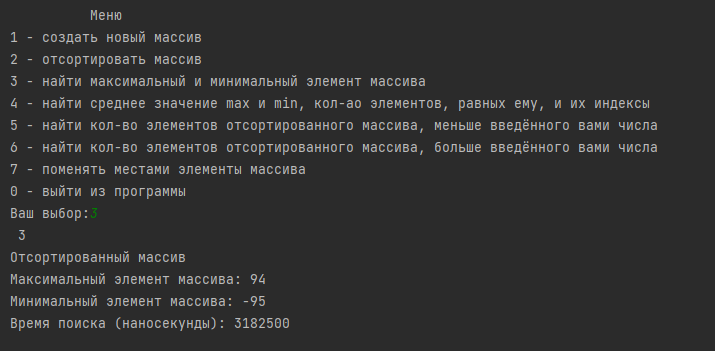 Меню
1 - создать новый массив
2 - отсортировать массив
3 - найти максимальный и минимальный элемент массива
4 - найти среднее значение max и min, кол-ао элементов, равных ему, и их индексы
5 - найти кол-во элементов отсортированного массива, меньше введённого вами числа
6 - найти кол-во элементов отсортированного массива, больше введённого вами числа
7 - поменять местами элементы массива
0 - выйти из программы
Ваш выбор:3
3
Отсортированный массив
Максимальный элемент массива: 94
Минимальный элемент массива: -95
Время поиска (наносекунды): 3182500